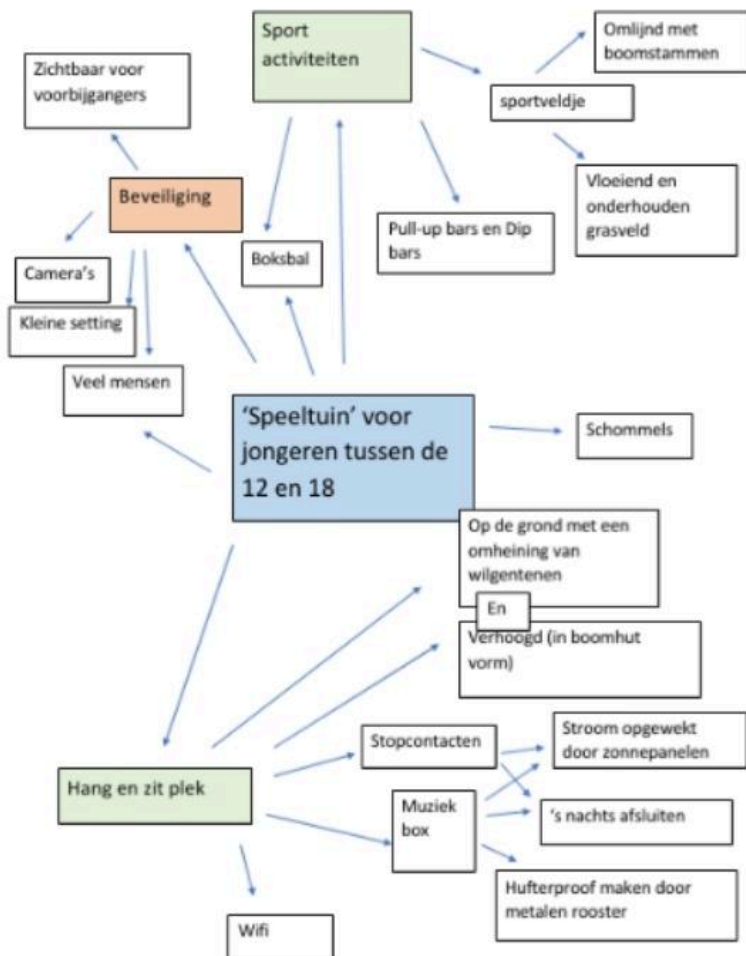 Sport
activiteiten
Omlijnd met
boomstammen
Zichtbaar voor
voorbijgangers
sportveldje
Beveiliging
Vloeiend en
onderhouden
grasveld
Pull-up bars en Dip
bars
Boksbal
Camera's
Kleine setting
Veel mensen
'Speeltuin' voor
jongeren tussen de
12 en 18
Schommels
Op de grond met een
omheining van
wilgentenen
En
Verhoogd (in boomhut
vorm)
Stopcontacten
Stroom opgewekt
door zonnepanelen
Hang en zit plek
Muziek
box
's nachts afsluiten
Hufterproof maken door
metalen rooster
Wifi